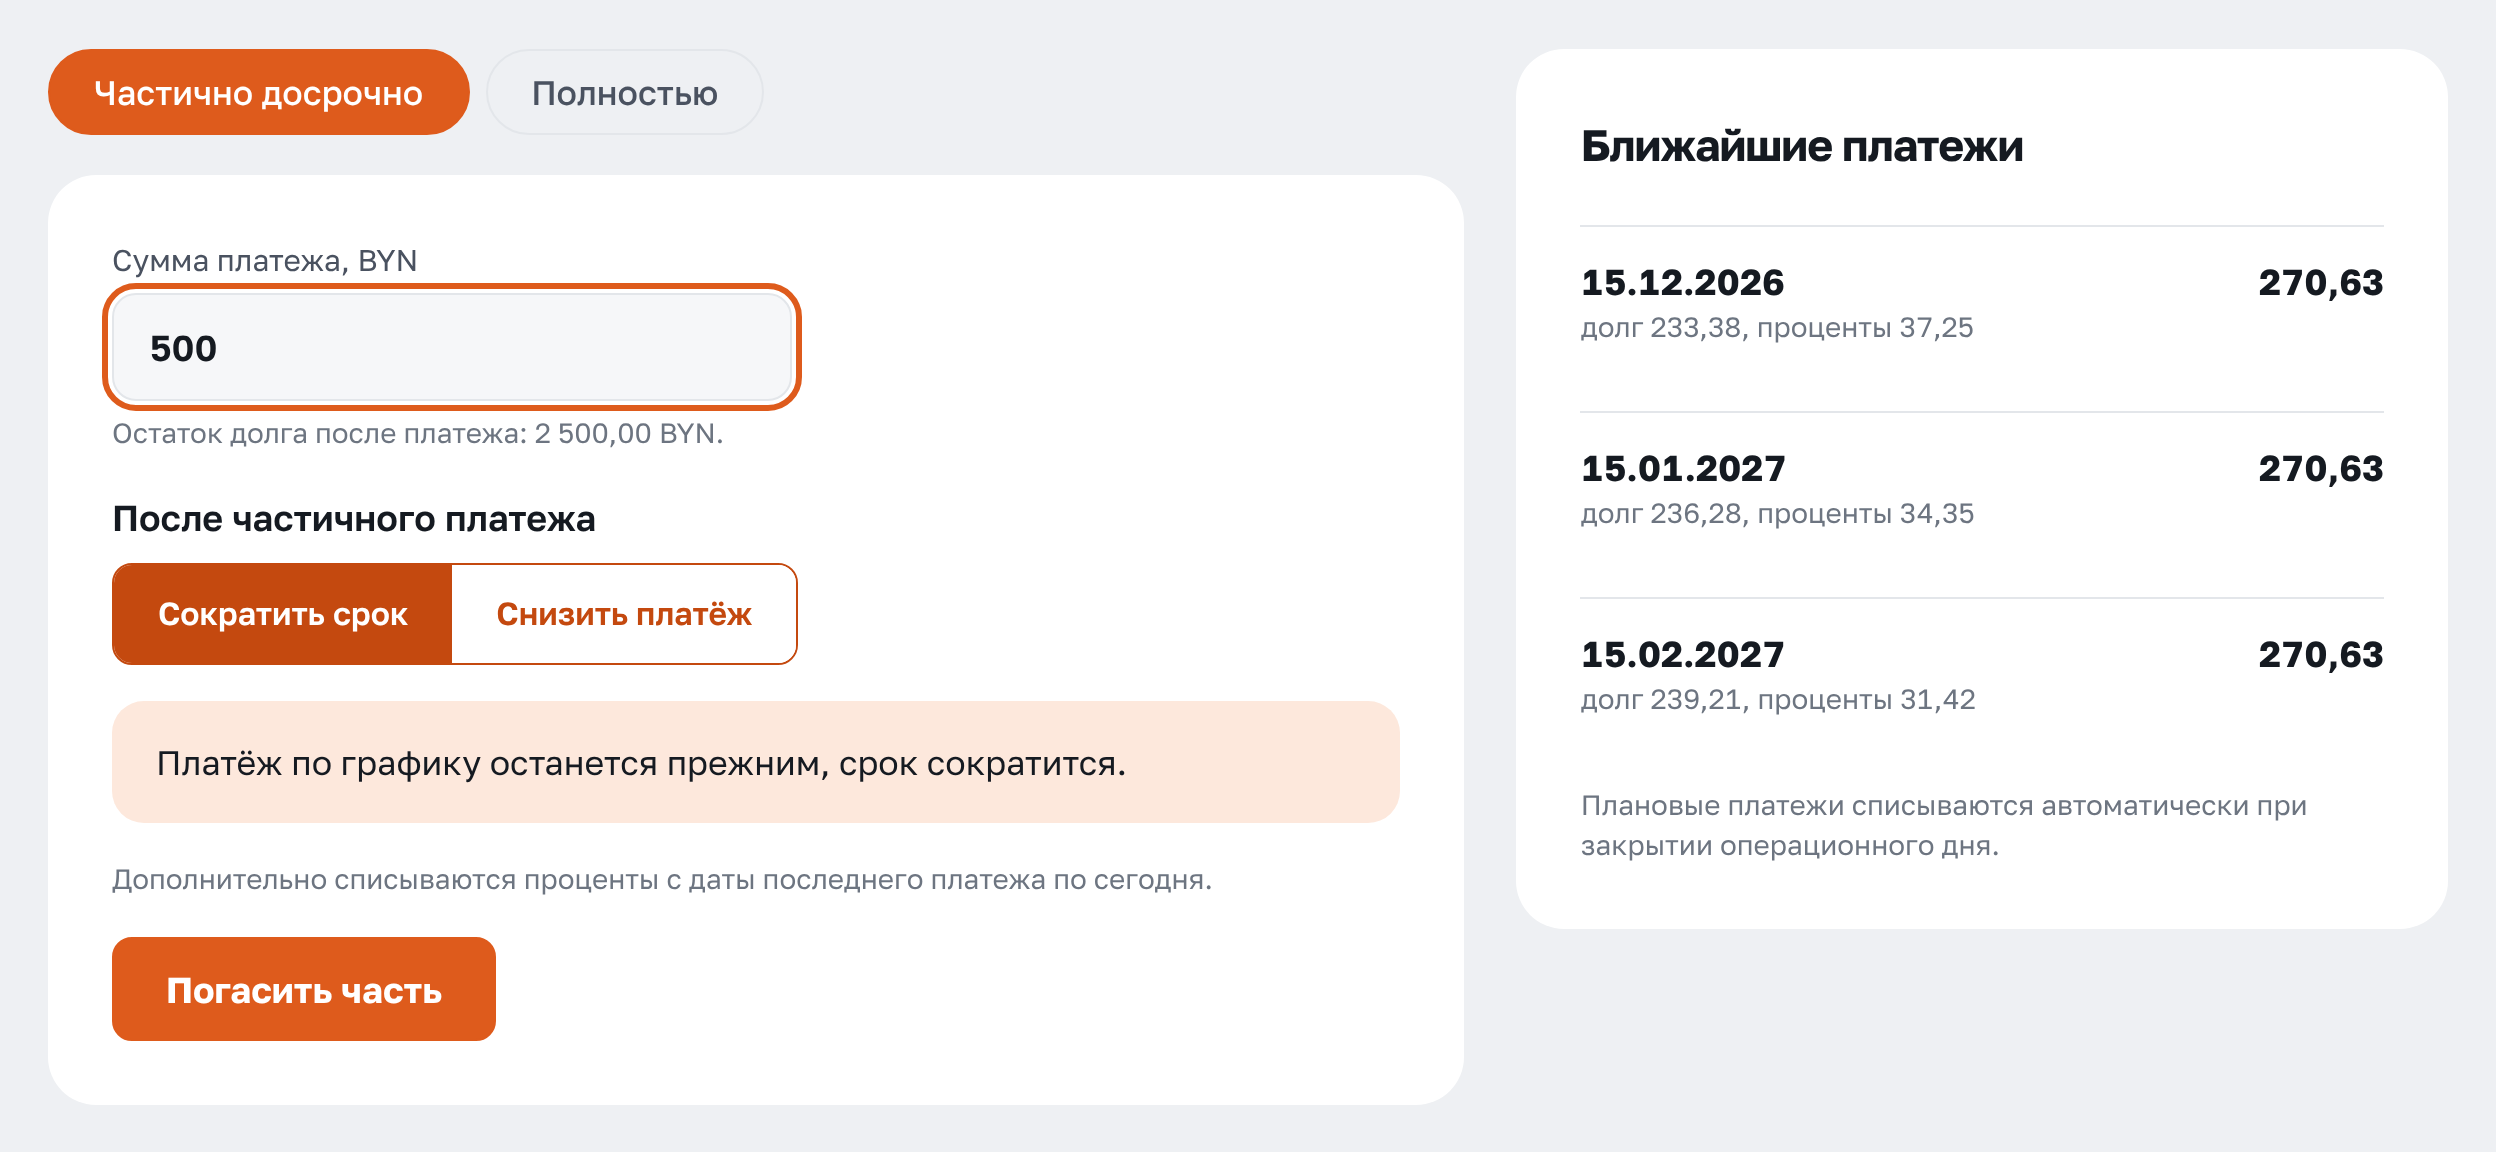 Частично досрочно
Полностью
Сумма платежа, BYN
500
Остаток долга после платежа: 2 500,00 BYN.
После частичного платежа
Сократить срок
Снизить платёж
Платёж по графику останется прежним, срок сократится.
Дополнительно списываются проценты с даты последнего платежа по сегодня.
Погасить часть
Ближайшие платежи
15.12.2026 270,63
долг 233,38, проценты 37,25
15.01.2027 270,63
долг 236,28, проценты 34,35
15.02.2027 270,63
долг 239,21, проценты 31,42
Плановые платежи списываются автоматически при
закрытии операционного дня.